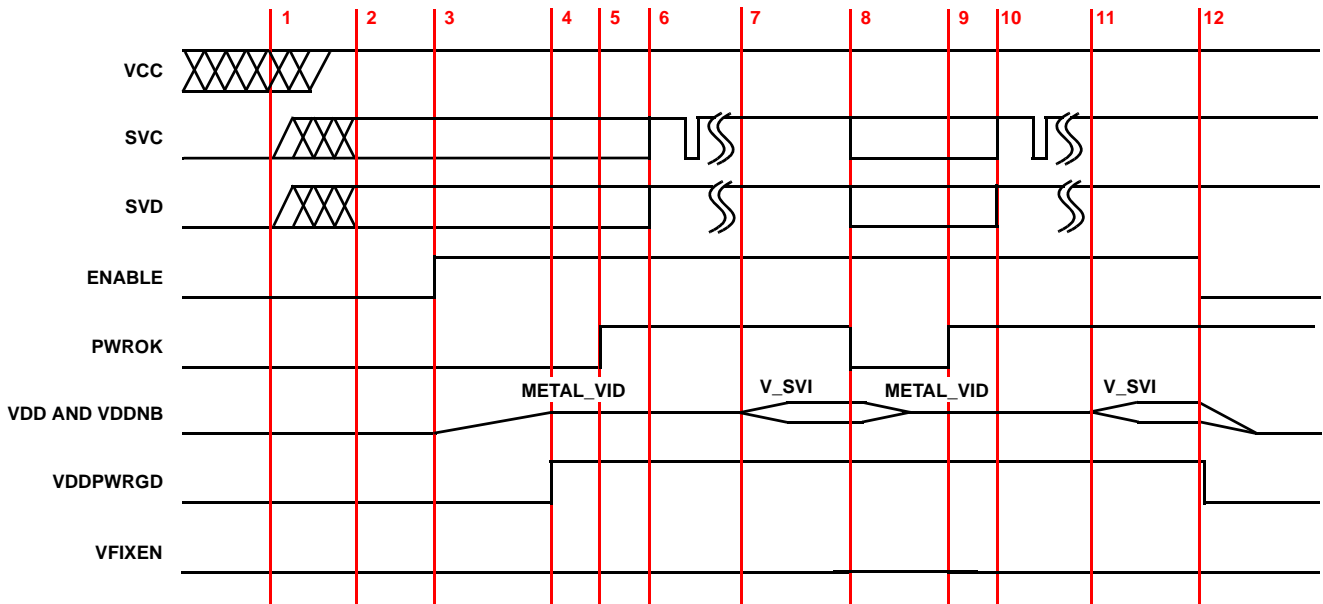 1 2 3 4 5 6 7 8 9 10 11 12
VCC
SVC
SVD
ENABLE
PWROK
METAL_VID V_SVI METAL_VID V_SVI
VDD AND VDDNB
VDDPWRGD
VFIXEN